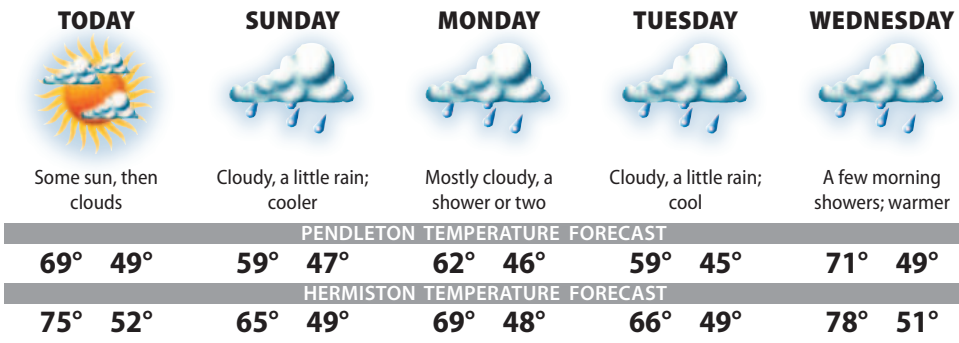 TODAY SUNDAY MONDAY TUESDAY WEDNESDAY
Some sun, then clouds
Cloudy, a little rain; cooler
Mostly cloudy, a shower or two
Cloudy, a little rain; cool
A few morning showers; warmer
PENDLETON TEMPERATURE FORECAST
69° 49° 59° 47° 62° 46° 59° 45° 71° 49°
HERMISTON TEMPERATURE FORECAST
75° 52° 65° 49° 69° 48° 66° 49° 78° 51°